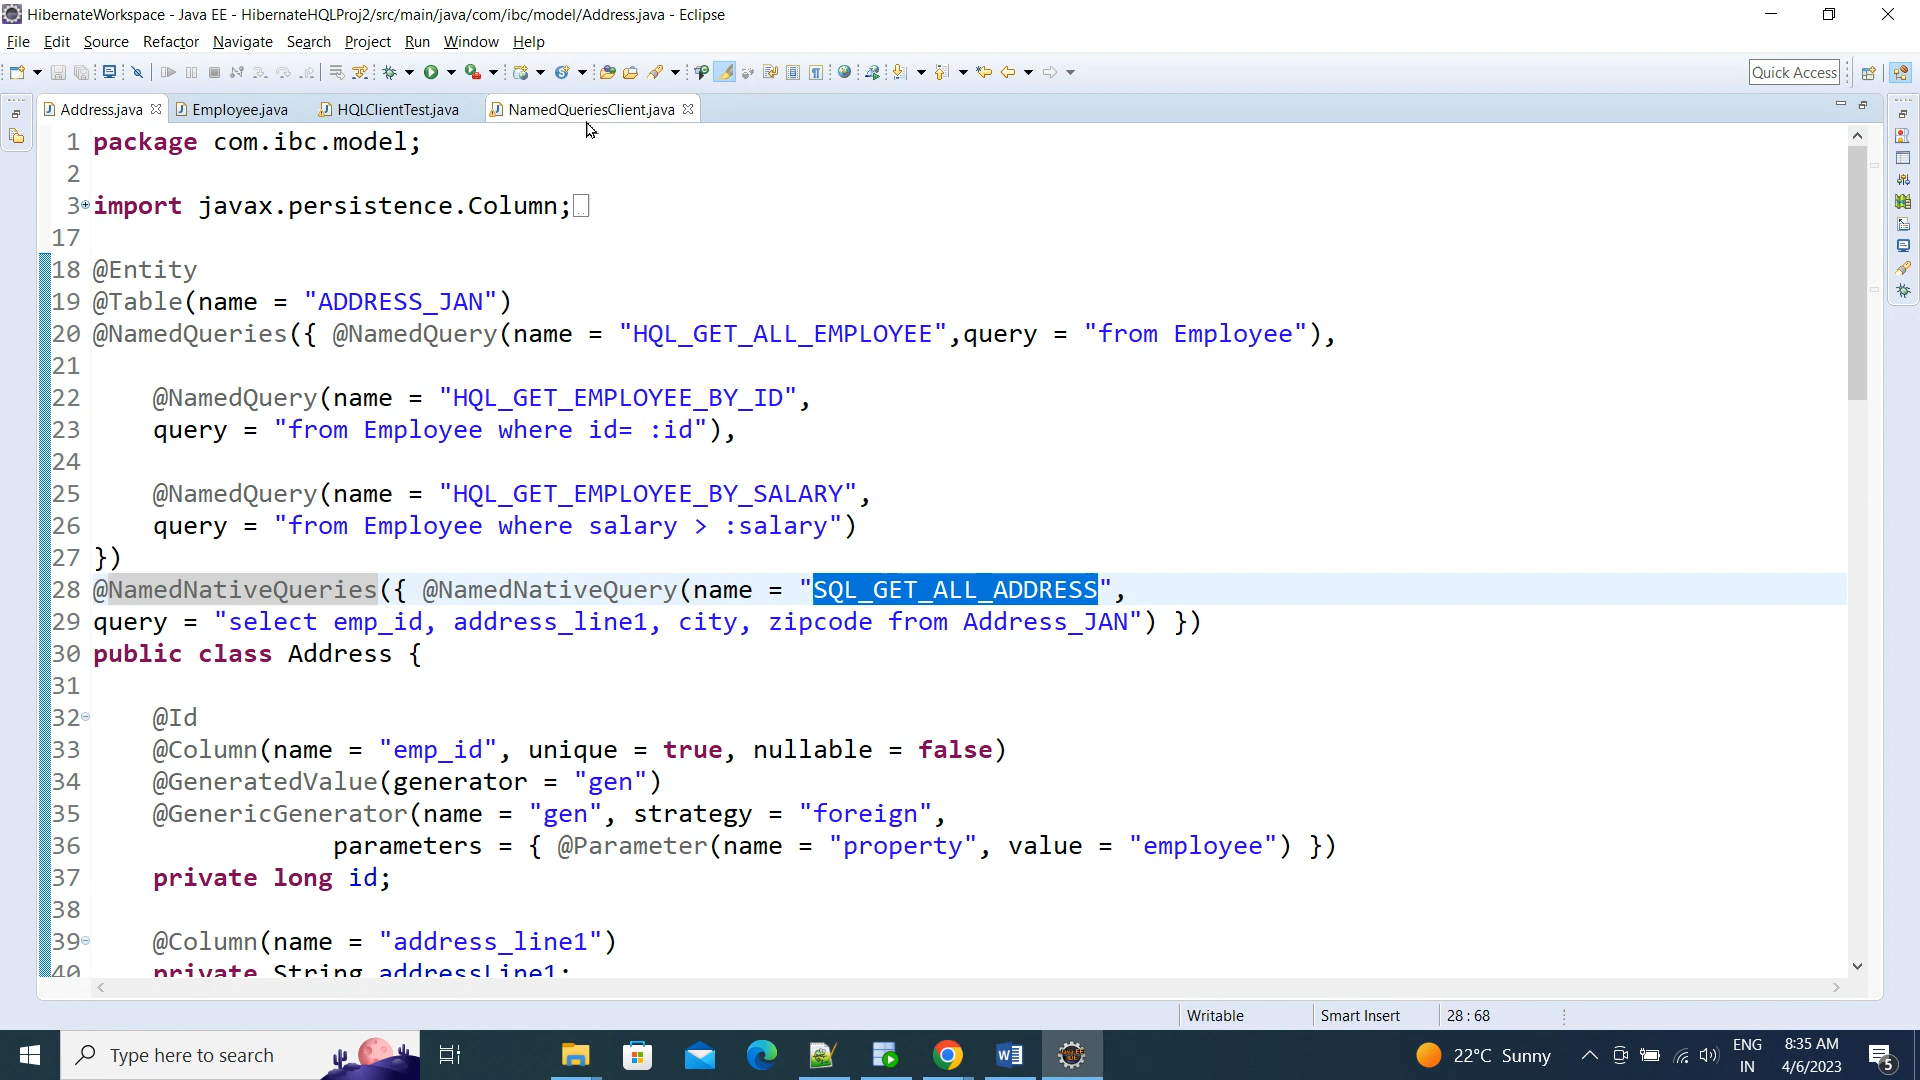 HibernateWorkspace - Java EE - HibernateHQLProj2/src/main/java/com/ibc/model/Address.java - Eclipse
File Edit Source Refactor Navigate Search Project Run Window Help
Quick Access
Address.java Employee.java HQLClientTest.java NamedQueriesClient.java
1 package com.ibc.model;
2
3 import javax.persistence.Column;
17
18 @Entity
19 @Table(name = "ADDRESS_JAN")
20 @NamedQueries({ @NamedQuery(name = "HQL_GET_ALL_EMPLOYEE",query = "from Employee"),
21
22 @NamedQuery(name = "HQL_GET_EMPLOYEE_BY_ID",
23 query = "from Employee where id= :id"),
24
25 @NamedQuery(name = "HQL_GET_EMPLOYEE_BY_SALARY",
26 query = "from Employee where salary > :salary")
27 })
28 @NamedNativeQueries({ @NamedNativeQuery(name = "SQL_GET_ALL_ADDRESS",
29 query = "select emp_id, address_line1, city, zipcode from Address_JAN") })
30 public class Address {
31
32 @Id
33 @Column(name = "emp_id", unique = true, nullable = false)
34 @GeneratedValue(generator = "gen")
35 @GenericGenerator(name = "gen", strategy = "foreign",
36 parameters = { @Parameter(name = "property", value = "employee") })
37 private long id;
38
39 @Column(name = "address_line1")
40 private String addressLine1;
Writable Smart Insert 28 : 68
Type here to search
22°C Sunny
ENG
IN
8:35 AM
4/6/2023
5